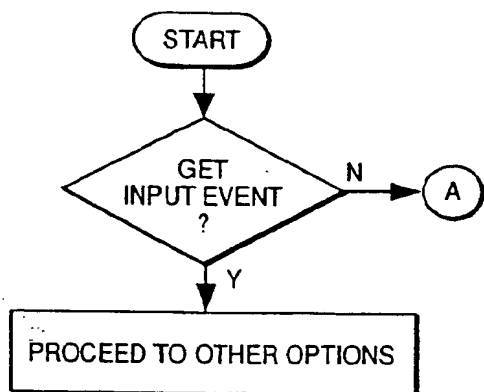 START
GET
INPUT EVENT
?
N
A
Y
PROCEED TO OTHER OPTIONS